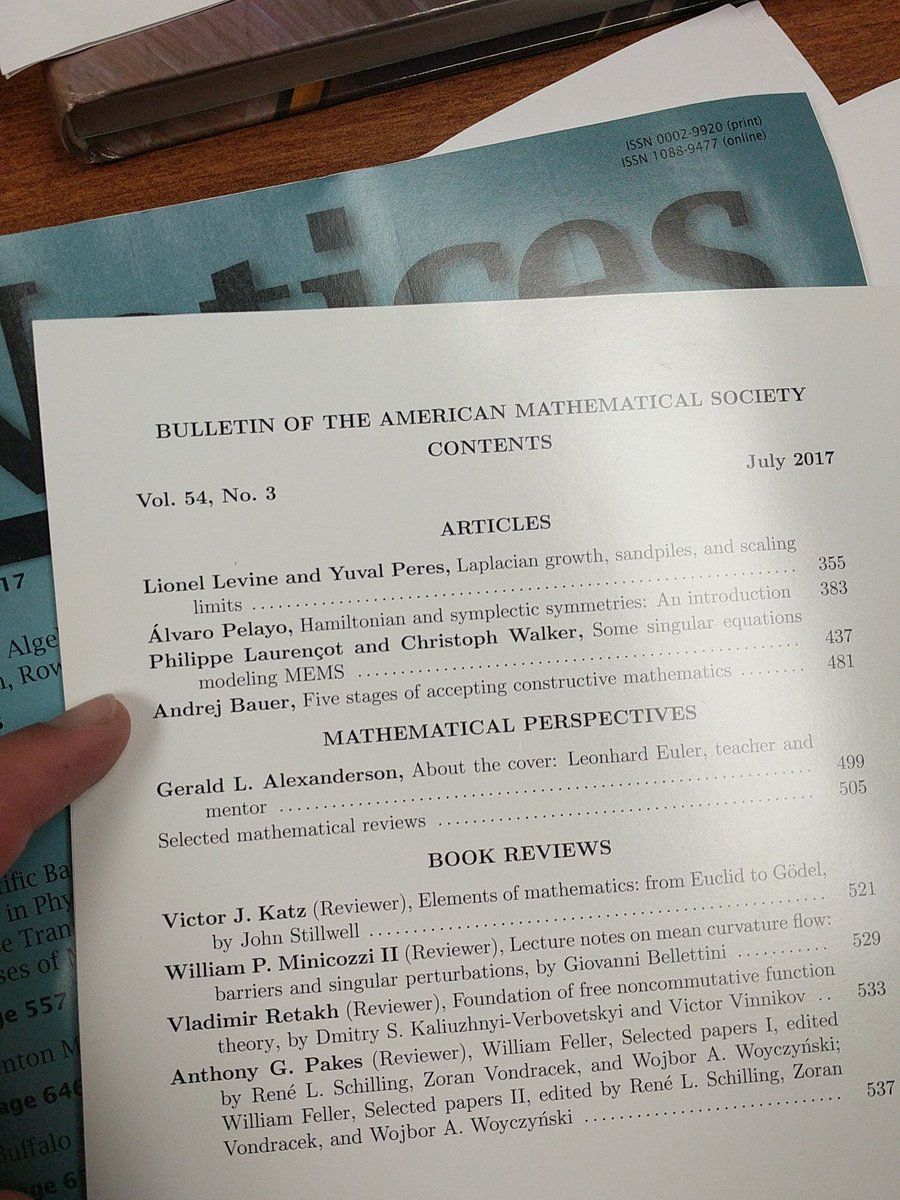 ISSN 0002-9920 (print)
ISSN 1088-9477 (online)
Notices
BULLETIN OF THE AMERICAN MATHEMATICAL SOCIETY
CONTENTS
Vol. 54, No. 3 July 2017
ARTICLES
Lionel Levine and Yuval Peres, Laplacian growth, sandpiles, and scaling
limits .......... 355
Álvaro Pelayo, Hamiltonian and symplectic symmetries: An introduction 383
Philippe Laurençot and Christoph Walker, Some singular equations
modeling MEMS .......... 437
Andrej Bauer, Five stages of accepting constructive mathematics ........ 481
MATHEMATICAL PERSPECTIVES
Gerald L. Alexanderson, About the cover: Leonhard Euler, teacher and
mentor .......... 499
Selected mathematical reviews .......... 505
BOOK REVIEWS
Victor J. Katz (Reviewer), Elements of mathematics: from Euclid to Gödel,
by John Stillwell .......... 521
William P. Minicozzi II (Reviewer), Lecture notes on mean curvature flow:
barriers and singular perturbations, by Giovanni Bellettini .......... 529
Vladimir Retakh (Reviewer), Foundation of free noncommutative function
theory, by Dmitry S. Kaliuzhnyi-Verbovetskyi and Victor Vinnikov .. 533
Anthony G. Pakes (Reviewer), William Feller, Selected papers I, edited
by René L. Schilling, Zoran Vondracek, and Wojbor A. Woyczyński;
William Feller, Selected papers II, edited by René L. Schilling, Zoran
Vondracek, and Wojbor A. Woyczyński .......... 537
17
Alge
, Row
ific Ba
in Phy
e Tran
ses of
ge 557
nton M
age 646
Buffalo
ge 6